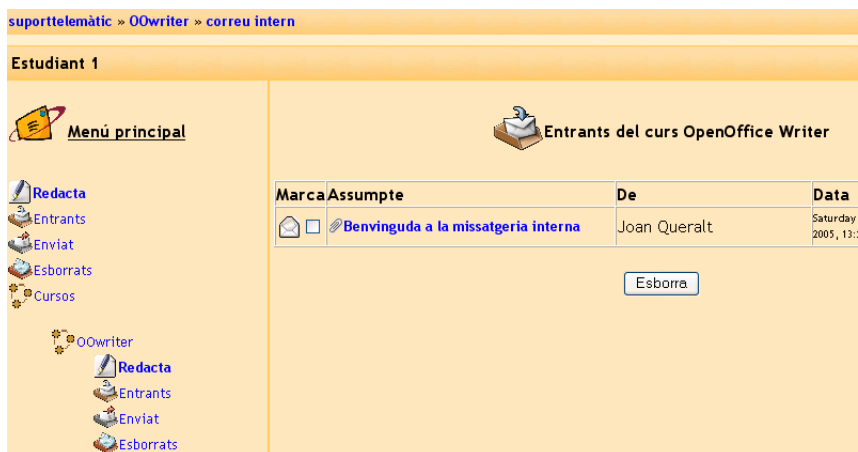 suporttelemàtic » OOwriter » correu intern
Estudiant 1
Menú principal
Redacta
Entrants
Enviat
Esborrats
Cursos
OOwriter
Redacta
Entrants
Enviat
Esborrats
Entrants del curs OpenOffice Writer
Marca Assumpte De Data
Benvinguda a la missatgeria interna Joan Queralt Saturday
2005, 13:
Esborra